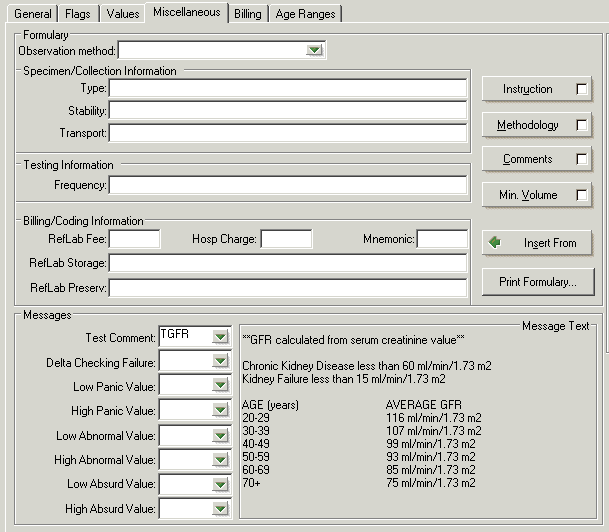 General Flags Values Miscellaneous Billing Age Ranges
Formulary
Observation method:
Specimen/Collection Information
Type:
Stability:
Transport:
Testing Information
Frequency:
Billing/Coding Information
RefLab Fee: Hosp Charge: Mnemonic:
RefLab Storage:
RefLab Preserv:
Instruction
Methodology
Comments
Min. Volume
Insert From
Print Formulary...
Messages
Test Comment: TGFR
Delta Checking Failure:
Low Panic Value:
High Panic Value:
Low Abnormal Value:
High Abnormal Value:
Low Absurd Value:
High Absurd Value:
Message Text
**GFR calculated from serum creatinine value**
Chronic Kidney Disease less than 60 ml/min/1.73 m2
Kidney Failure less than 15 ml/min/1.73 m2
AGE (years) AVERAGE GFR
20-29 116 ml/min/1.73 m2
30-39 107 ml/min/1.73 m2
40-49 99 ml/min/1.73 m2
50-59 93 ml/min/1.73 m2
60-69 85 ml/min/1.73 m2
70+ 75 ml/min/1.73 m2